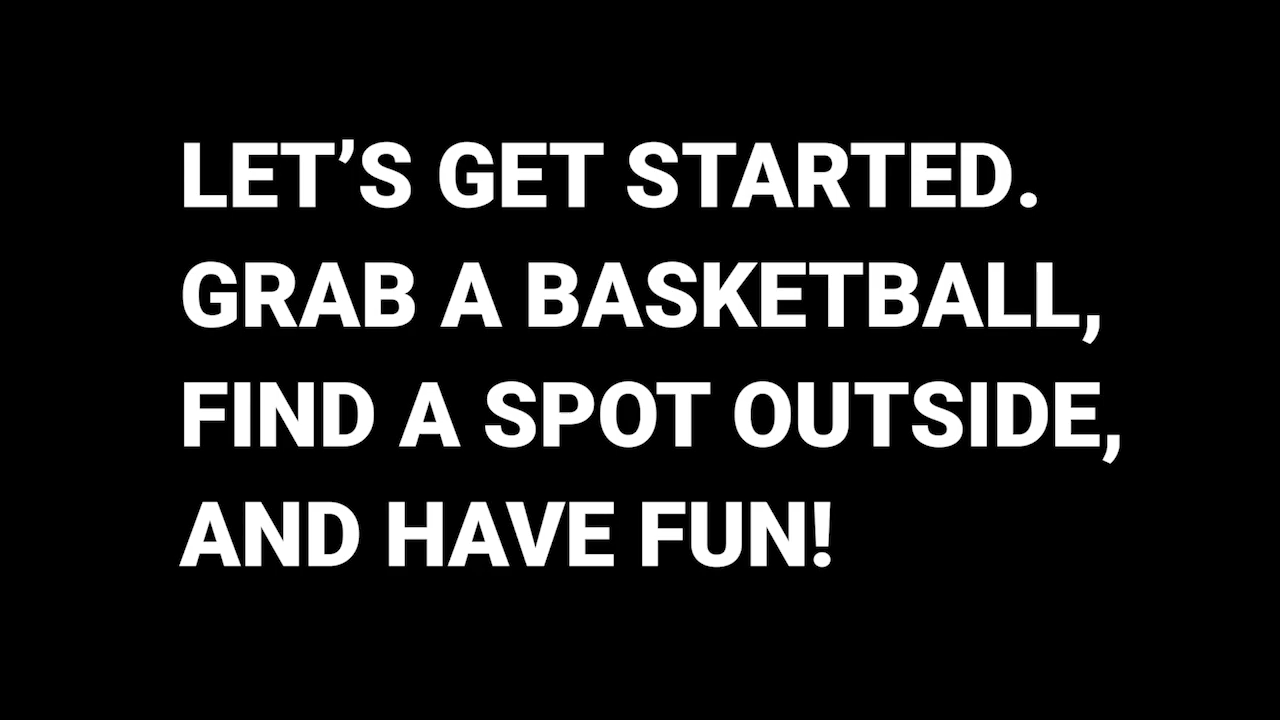 LET’S GET STARTED.
GRAB A BASKETBALL,
FIND A SPOT OUTSIDE,
AND HAVE FUN!